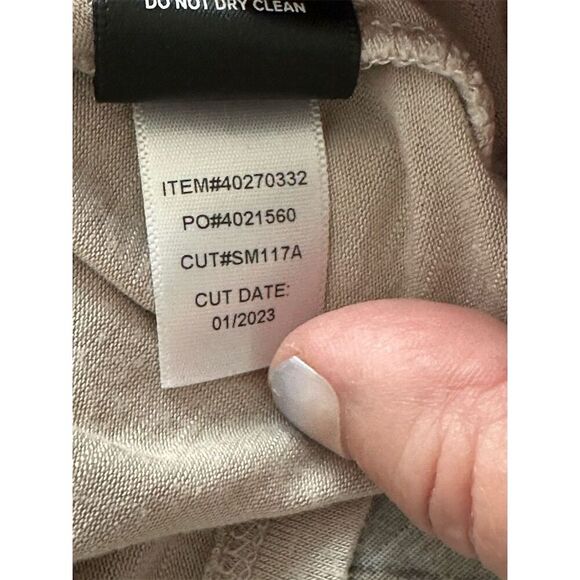 DO NOT DRY CLEAN
ITEM#40270332
PO#4021560
CUT#SM117A
CUT DATE:
01/2023